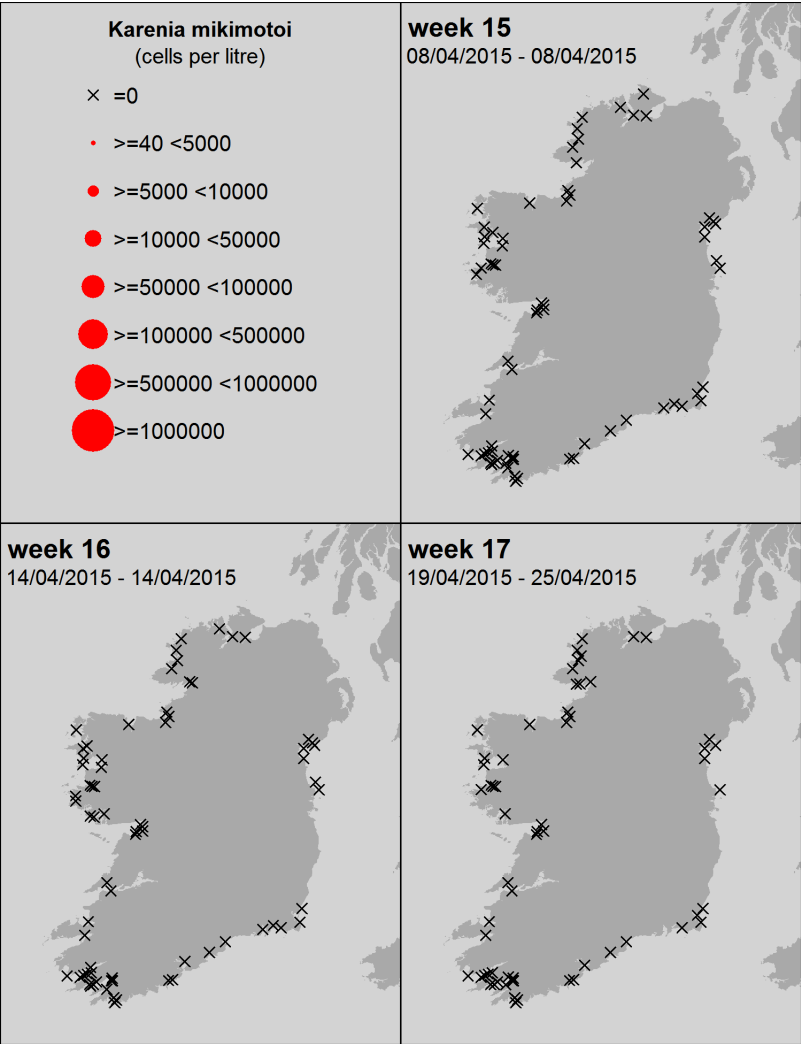 Karenia mikimotoi
(cells per litre)
=0
>=40 <5000
>=5000 <10000
>=10000 <50000
>=50000 <100000
>=100000 <500000
>=500000 <1000000
>=1000000
week 15
08/04/2015 - 08/04/2015
week 16
14/04/2015 - 14/04/2015
week 17
19/04/2015 - 25/04/2015